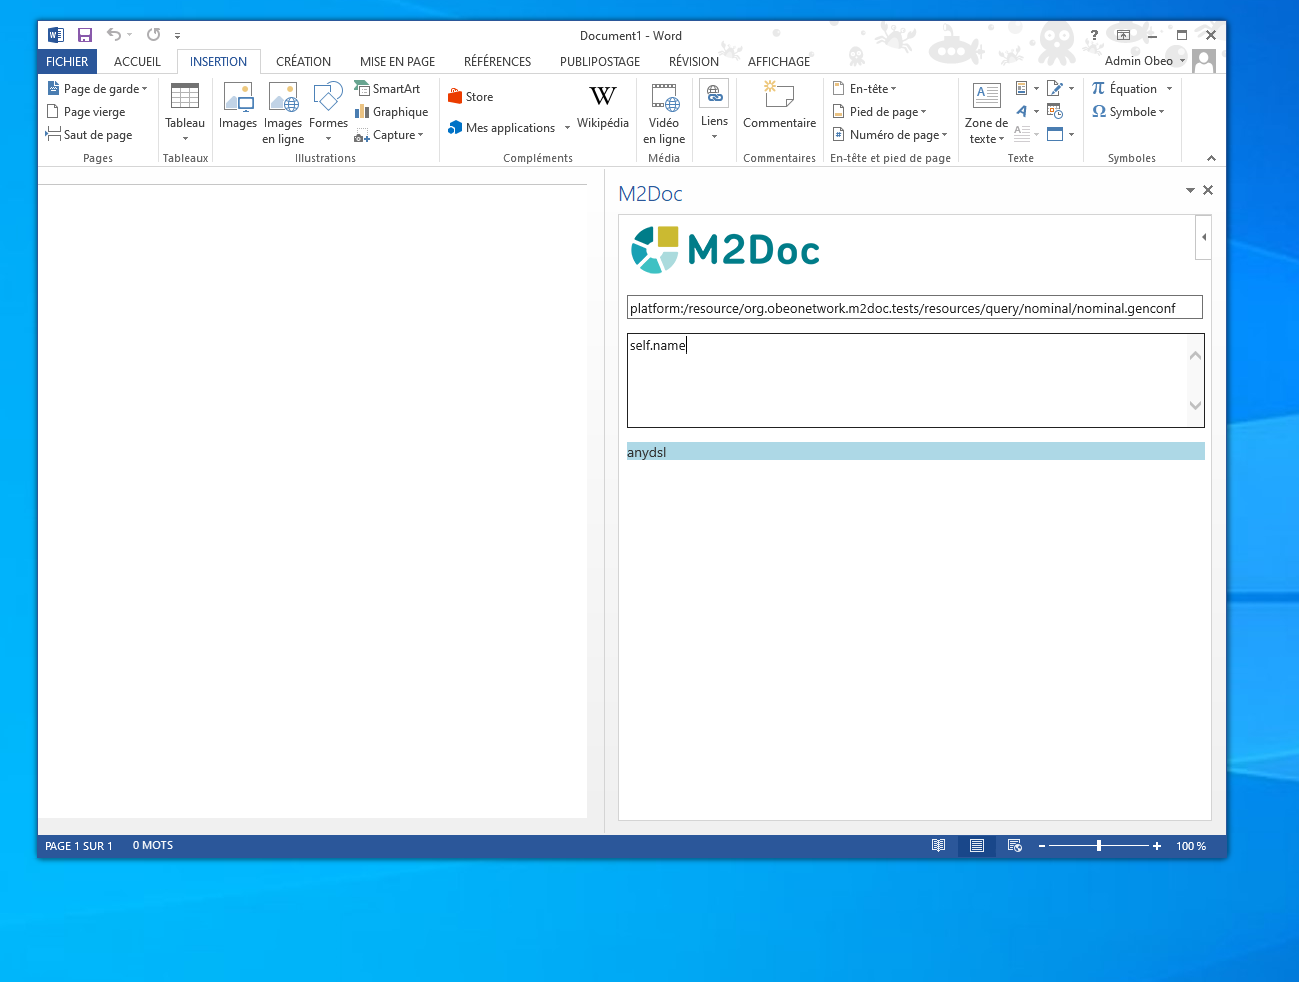 Document1 - Word
?
Admin Obeo
FICHIER ACCUEIL INSERTION CRÉATION MISE EN PAGE RÉFÉRENCES PUBLIPOSTAGE RÉVISION AFFICHAGE
Page de garde
Page vierge
Saut de page
Pages
Tableau
Tableaux
Images
Images
en ligne
Formes
SmartArt
Graphique
Capture
Illustrations
Store
Mes applications
W
Wikipédia
Compléments
Vidéo
en ligne
Média
Liens
Commentaire
Commentaires
En-tête
Pied de page
Numéro de page
En-tête et pied de page
Zone de
texte
Texte
π Équation
Ω Symbole
Symboles
M2Doc
M2Doc
platform:/resource/org.obeonetwork.m2doc.tests/resources/query/nominal/nominal.genconf
self.name
anydsl
PAGE 1 SUR 1 0 MOTS
100 %